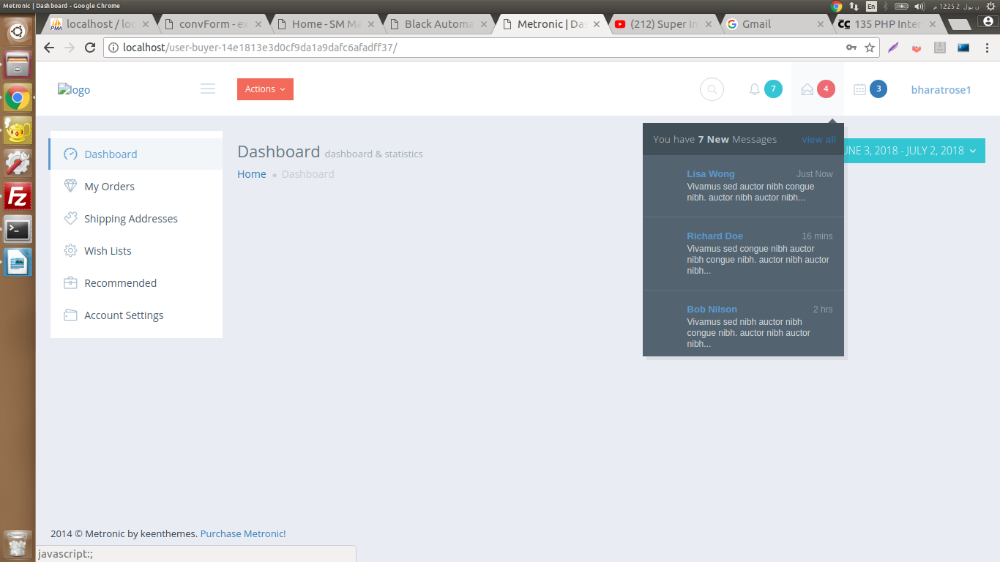 Metronic | Dashboard - Google Chrome
En
localhost / loc
convForm - ex
Home - SM Ma
Black Automa
Metronic | Das
(212) Super In
Gmail
135 PHP Inter
localhost/user-buyer-14e1813e3d0cf9da1a9dafc6afadff37/
logo
Actions
7
4
3
bharatrose1
Dashboard
My Orders
Shipping Addresses
Wish Lists
Recommended
Account Settings
Dashboard dashboard & statistics
Home Dashboard
UNE 3, 2018 - JULY 2, 2018
You have 7 New Messages
view all
Lisa Wong
Just Now
Vivamus sed auctor nibh congue
nibh. auctor nibh auctor nibh...
Richard Doe
16 mins
Vivamus sed congue nibh auctor
nibh congue nibh. auctor nibh auctor
nibh...
Bob Nilson
2 hrs
Vivamus sed nibh auctor nibh
congue nibh. auctor nibh auctor
nibh...
2014 © Metronic by keenthemes. Purchase Metronic!
javascript:;
PMA
Fz